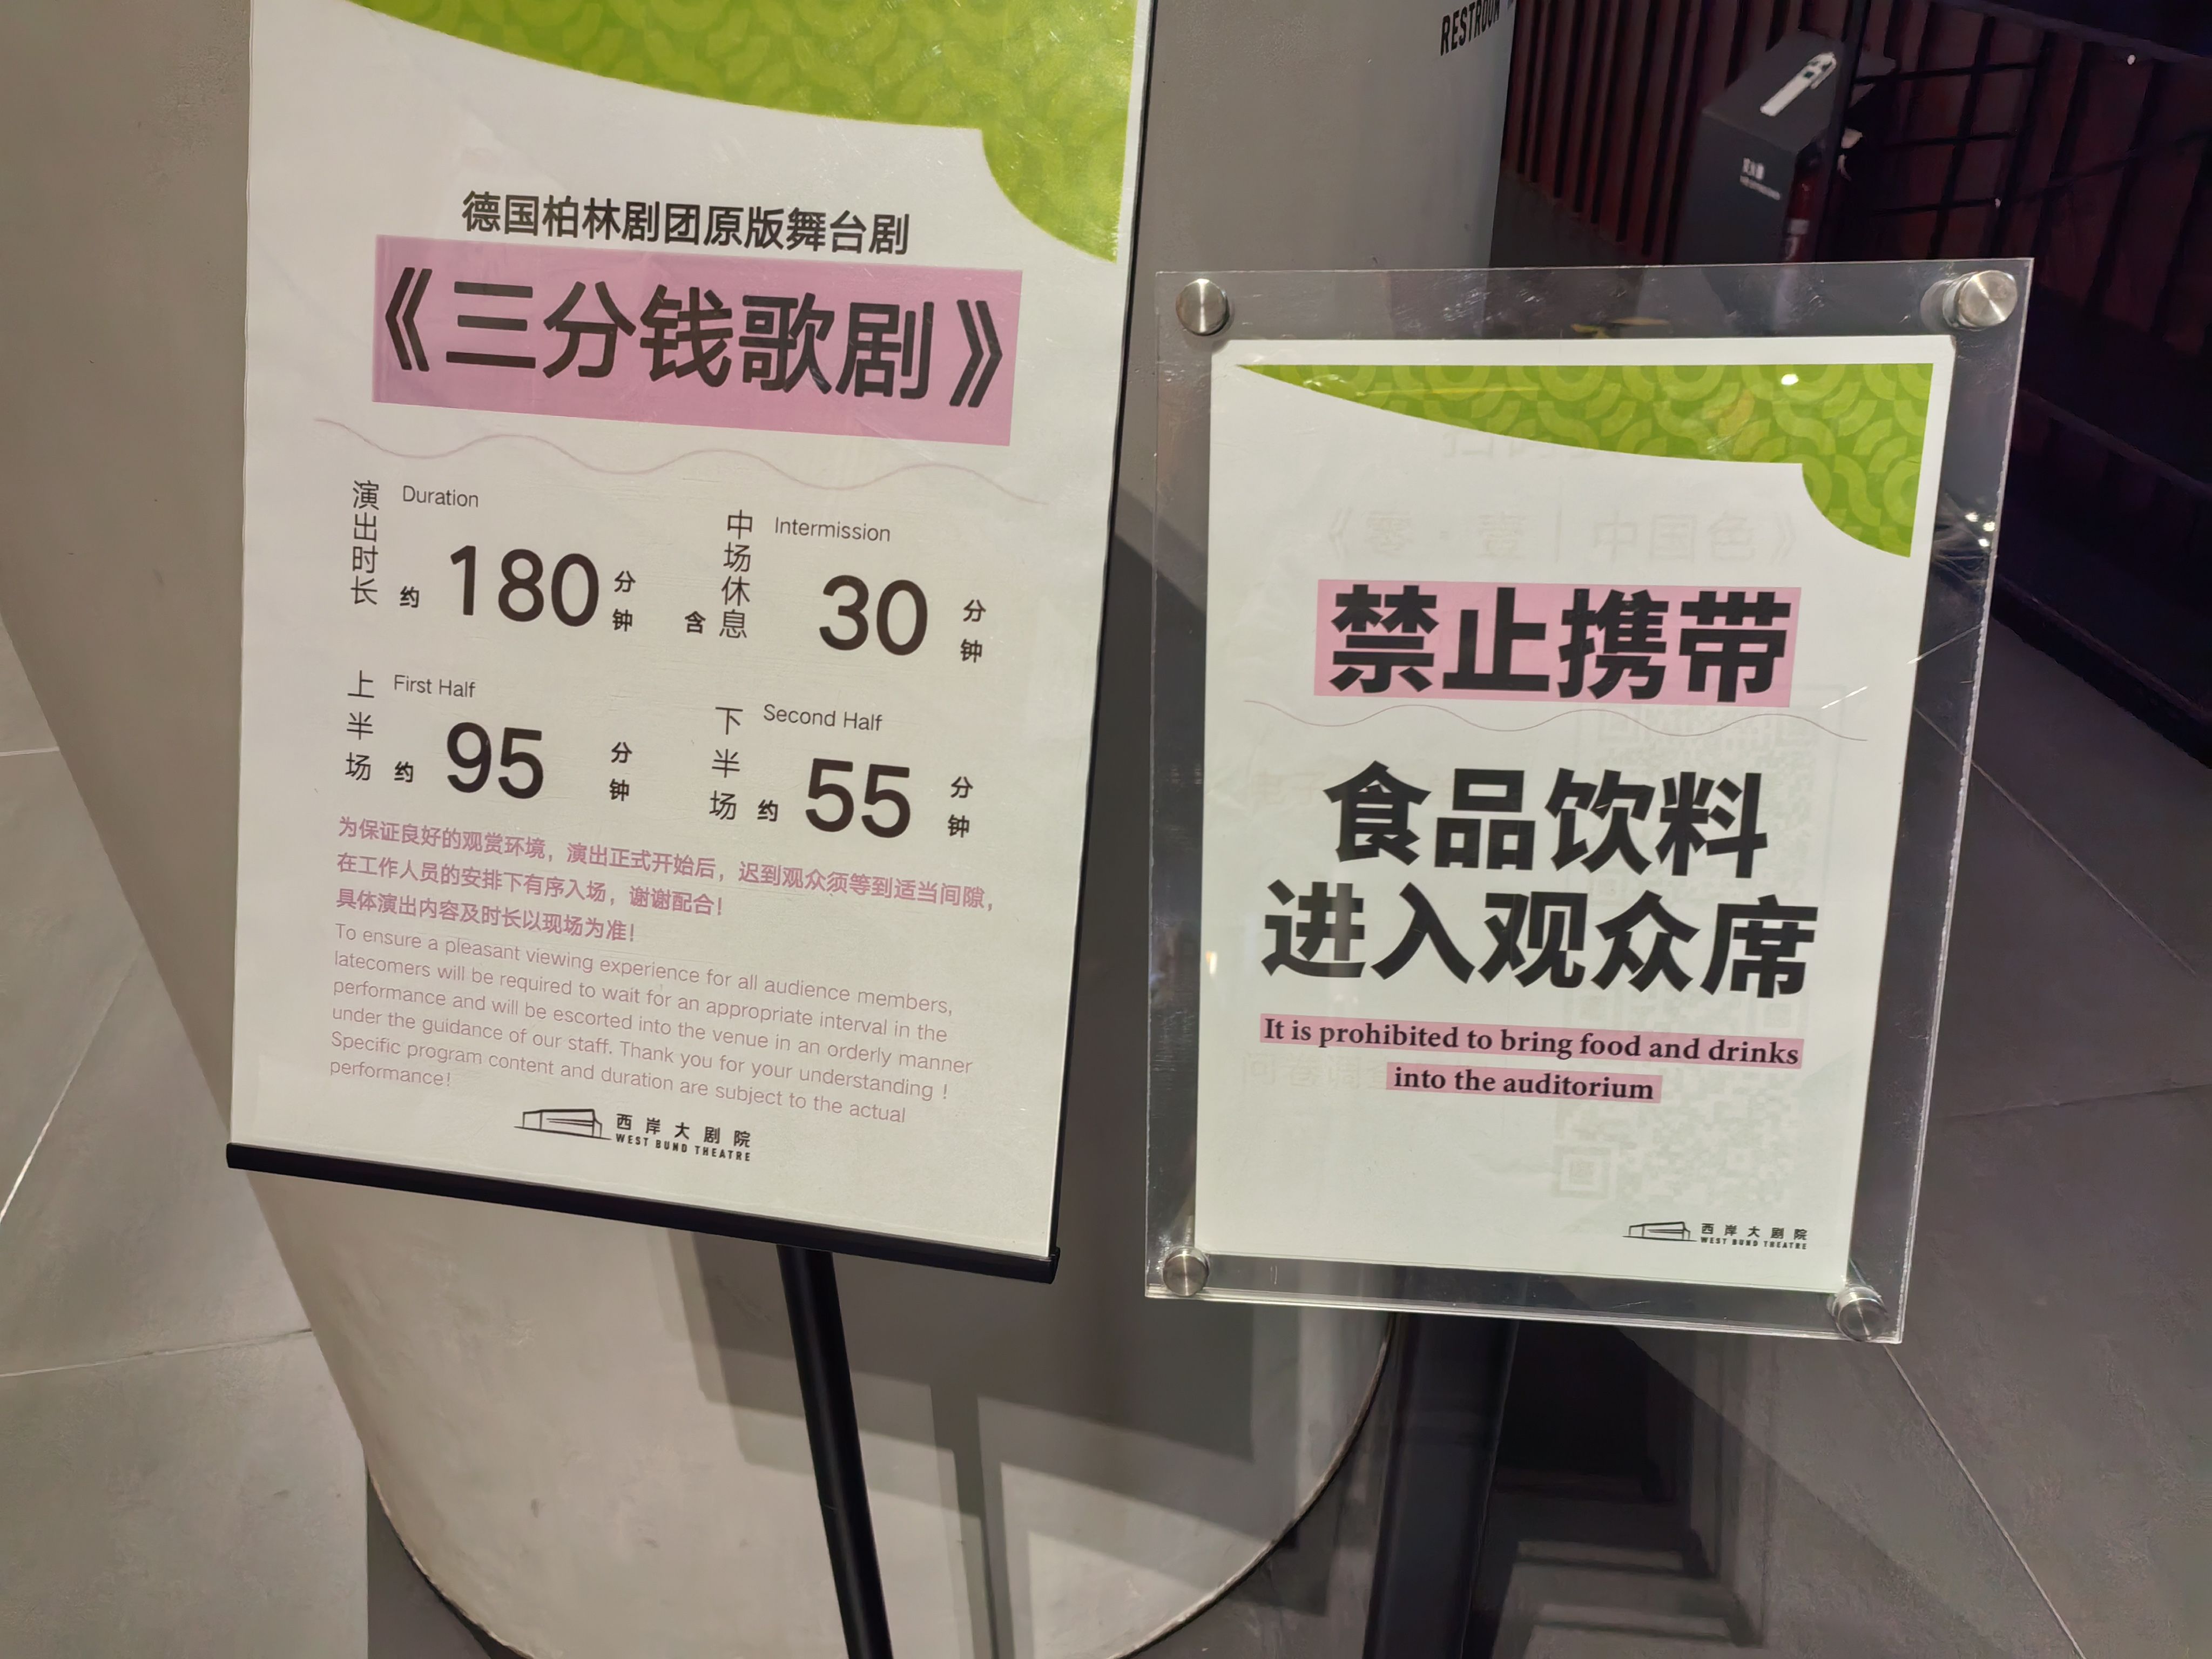 德国柏林剧团原版舞台剧
《三分钱歌剧》
演出时长 Duration
约 180 分钟
中场休息 Intermission
含 30 分钟
上半场 First Half
约 95 分钟
下半场 Second Half
约 55 分钟
为保证良好的观赏环境，演出正式开始后，迟到观众须等到适当间隙，
在工作人员的安排下有序入场，谢谢配合！
具体演出内容及时长以现场为准！
To ensure a pleasant viewing experience for all audience members,
latecomers will be required to wait for an appropriate interval in the
performance and will be escorted into the venue in an orderly manner
under the guidance of our staff. Thank you for your understanding !
Specific program content and duration are subject to the actual
performance!
西岸大剧院
WEST BUND THEATRE
RESTROOM
《零·壹｜中国色》
禁止携带
食品饮料
进入观众席
It is prohibited to bring food and drinks
into the auditorium
西岸大剧院
WEST BUND THEATRE